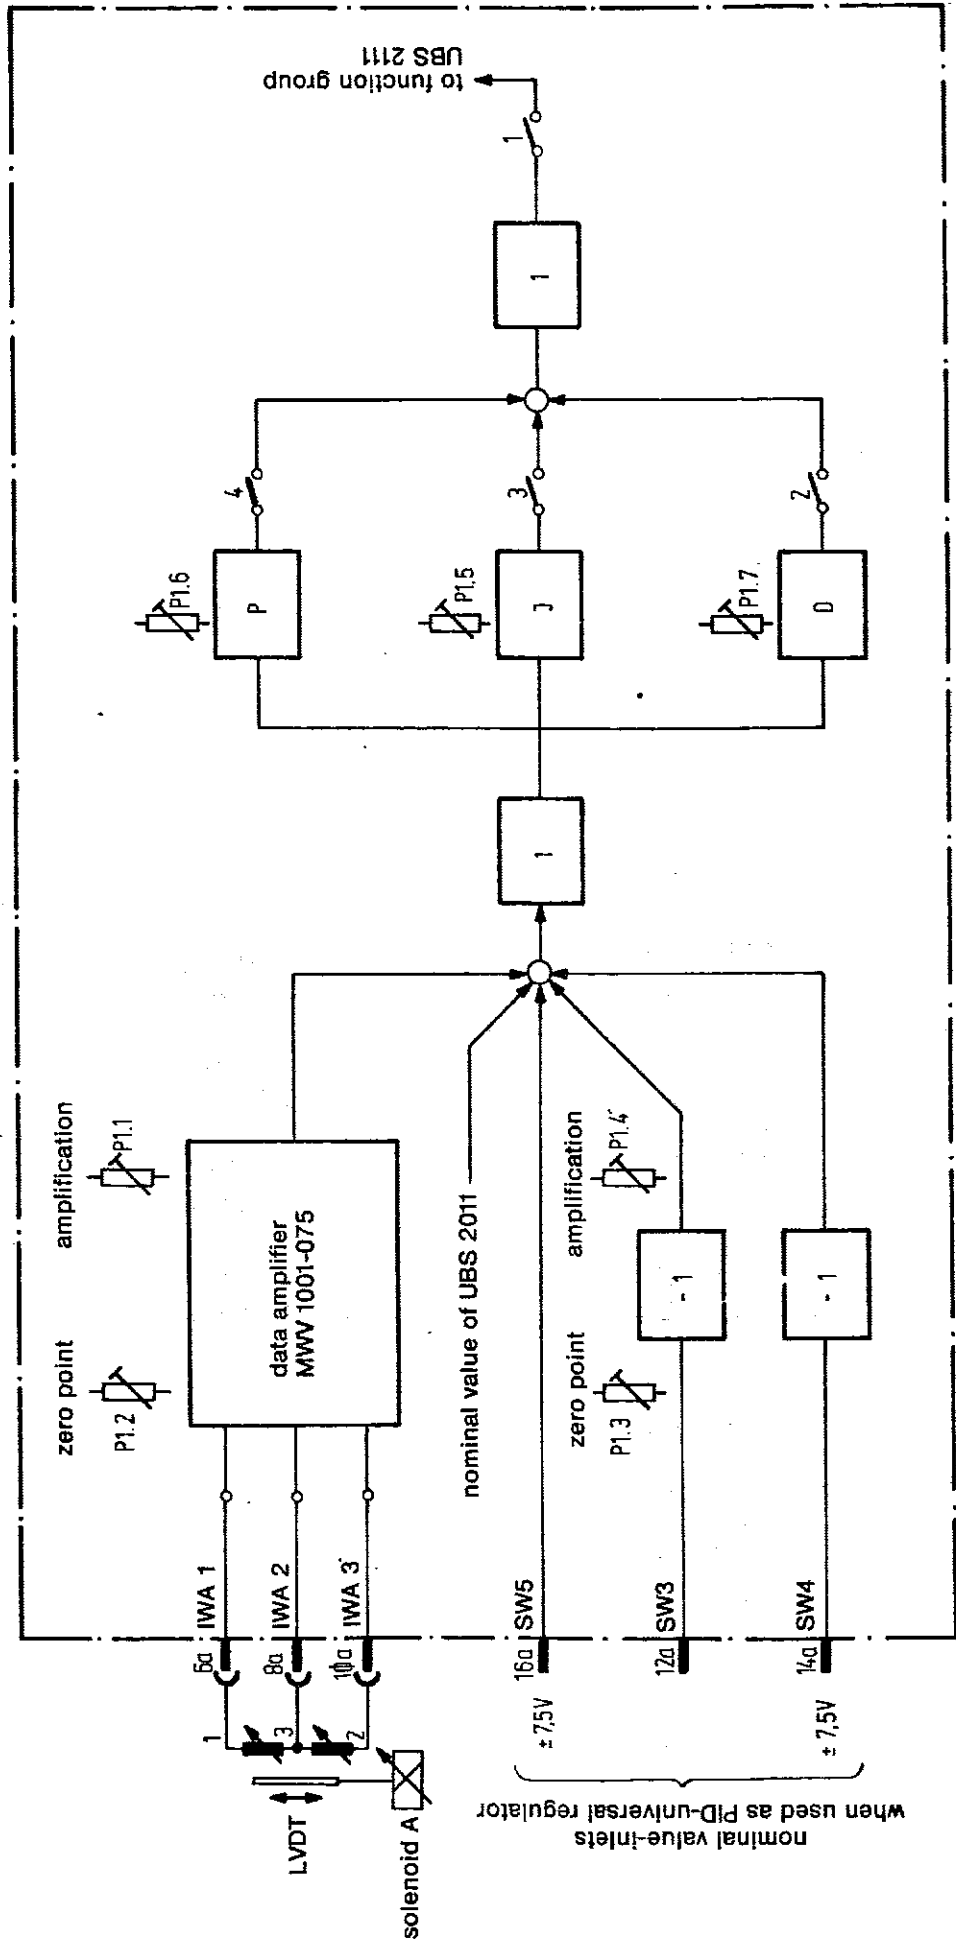 to function group
UBS 2111
1
1
4
3
2
P1.6
P
P1.5
J
P1.7
D
1
amplification
P1.1
zero point
P1.2
data amplifier
MWV 1001-075
nominal value of UBS 2011
amplification
P1.4
zero point
P1.3
- 1
- 1
IWA 1
IWA 2
IWA 3
6a
8a
10a
1
3
2
LVDT
solenoid A
SW5
SW3
SW4
16a
12a
14a
± 7,5V
± 7,5V
nominal value-inlets
when used as PID-universal regulator